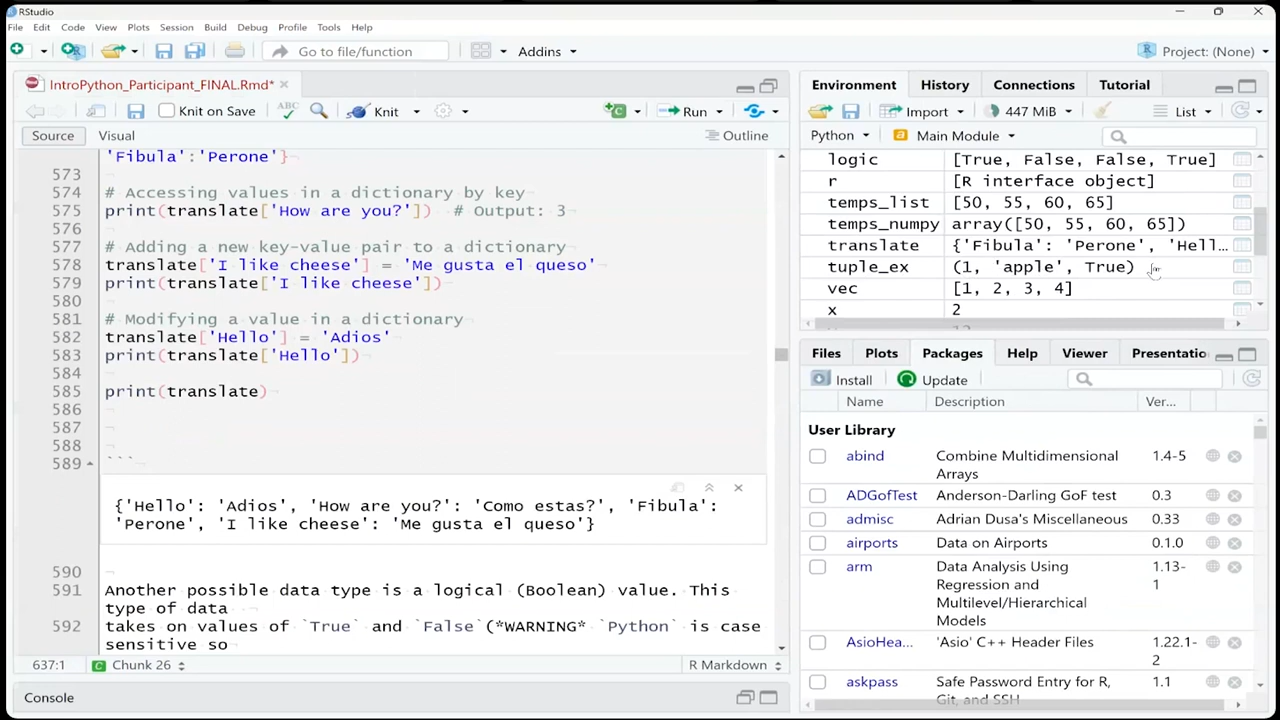 RStudio
File Edit Code View Plots Session Build Debug Profile Tools Help
Go to file/function
Addins
Project: (None)
IntroPython_Participant_FINAL.Rmd*
Knit on Save
ABC
Knit
Run
Source Visual
Outline
'Fibula':'Perone'}
573
574 # Accessing values in a dictionary by key
575 print(translate['How are you?']) # Output: 3
576
577 # Adding a new key-value pair to a dictionary
578 translate['I like cheese'] = 'Me gusta el queso'
579 print(translate['I like cheese'])
580
581 # Modifying a value in a dictionary
582 translate['Hello'] = 'Adios'
583 print(translate['Hello'])
584
585 print(translate)
586
587
588
589 ```
{'Hello': 'Adios', 'How are you?': 'Como estas?', 'Fibula':
'Perone', 'I like cheese': 'Me gusta el queso'}
590
591 Another possible data type is a logical (Boolean) value. This
type of data
592 takes on values of `True` and `False`(*WARNING* `Python` is case
sensitive so
637:1 Chunk 26 R Markdown
Console
Environment History Connections Tutorial
Import 447 MiB List
Python Main Module
logic [True, False, False, True]
r [R interface object]
temps_list [50, 55, 60, 65]
temps_numpy array([50, 55, 60, 65])
translate {'Fibula': 'Perone', 'Hell...
tuple_ex (1, 'apple', True)
vec [1, 2, 3, 4]
x 2
Files Plots Packages Help Viewer Presentatio
Install Update
Name Description Ver...
User Library
abind Combine Multidimensional 1.4-5
Arrays
ADGofTest Anderson-Darling GoF test 0.3
admisc Adrian Dusa's Miscellaneous 0.33
airports Data on Airports 0.1.0
arm Data Analysis Using 1.13-
Regression and 1
Multilevel/Hierarchical
Models
AsioHea... 'Asio' C++ Header Files 1.22.1-
2
askpass Safe Password Entry for R, 1.1
Git, and SSH